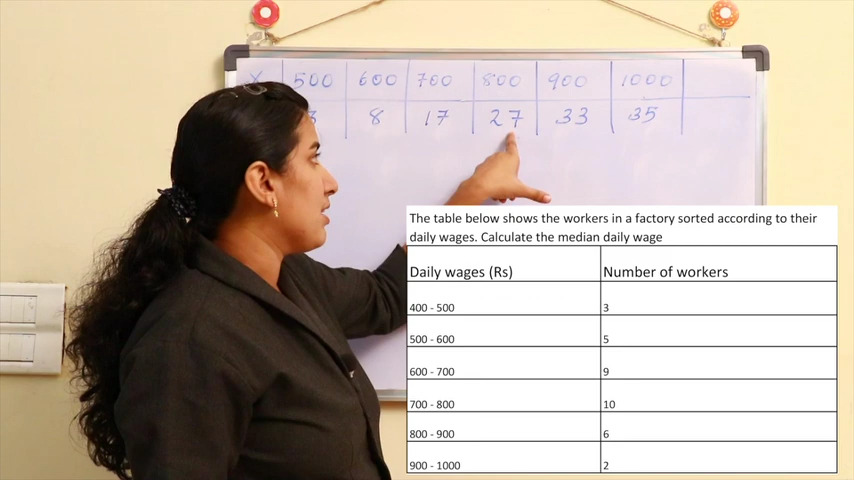 X 500 600 700 800 900 1000
3 8 17 27 33 35
The table below shows the workers in a factory sorted according to their
daily wages. Calculate the median daily wage
Daily wages (Rs) Number of workers
400 - 500 3
500 - 600 5
600 - 700 9
700 - 800 10
800 - 900 6
900 - 1000 2